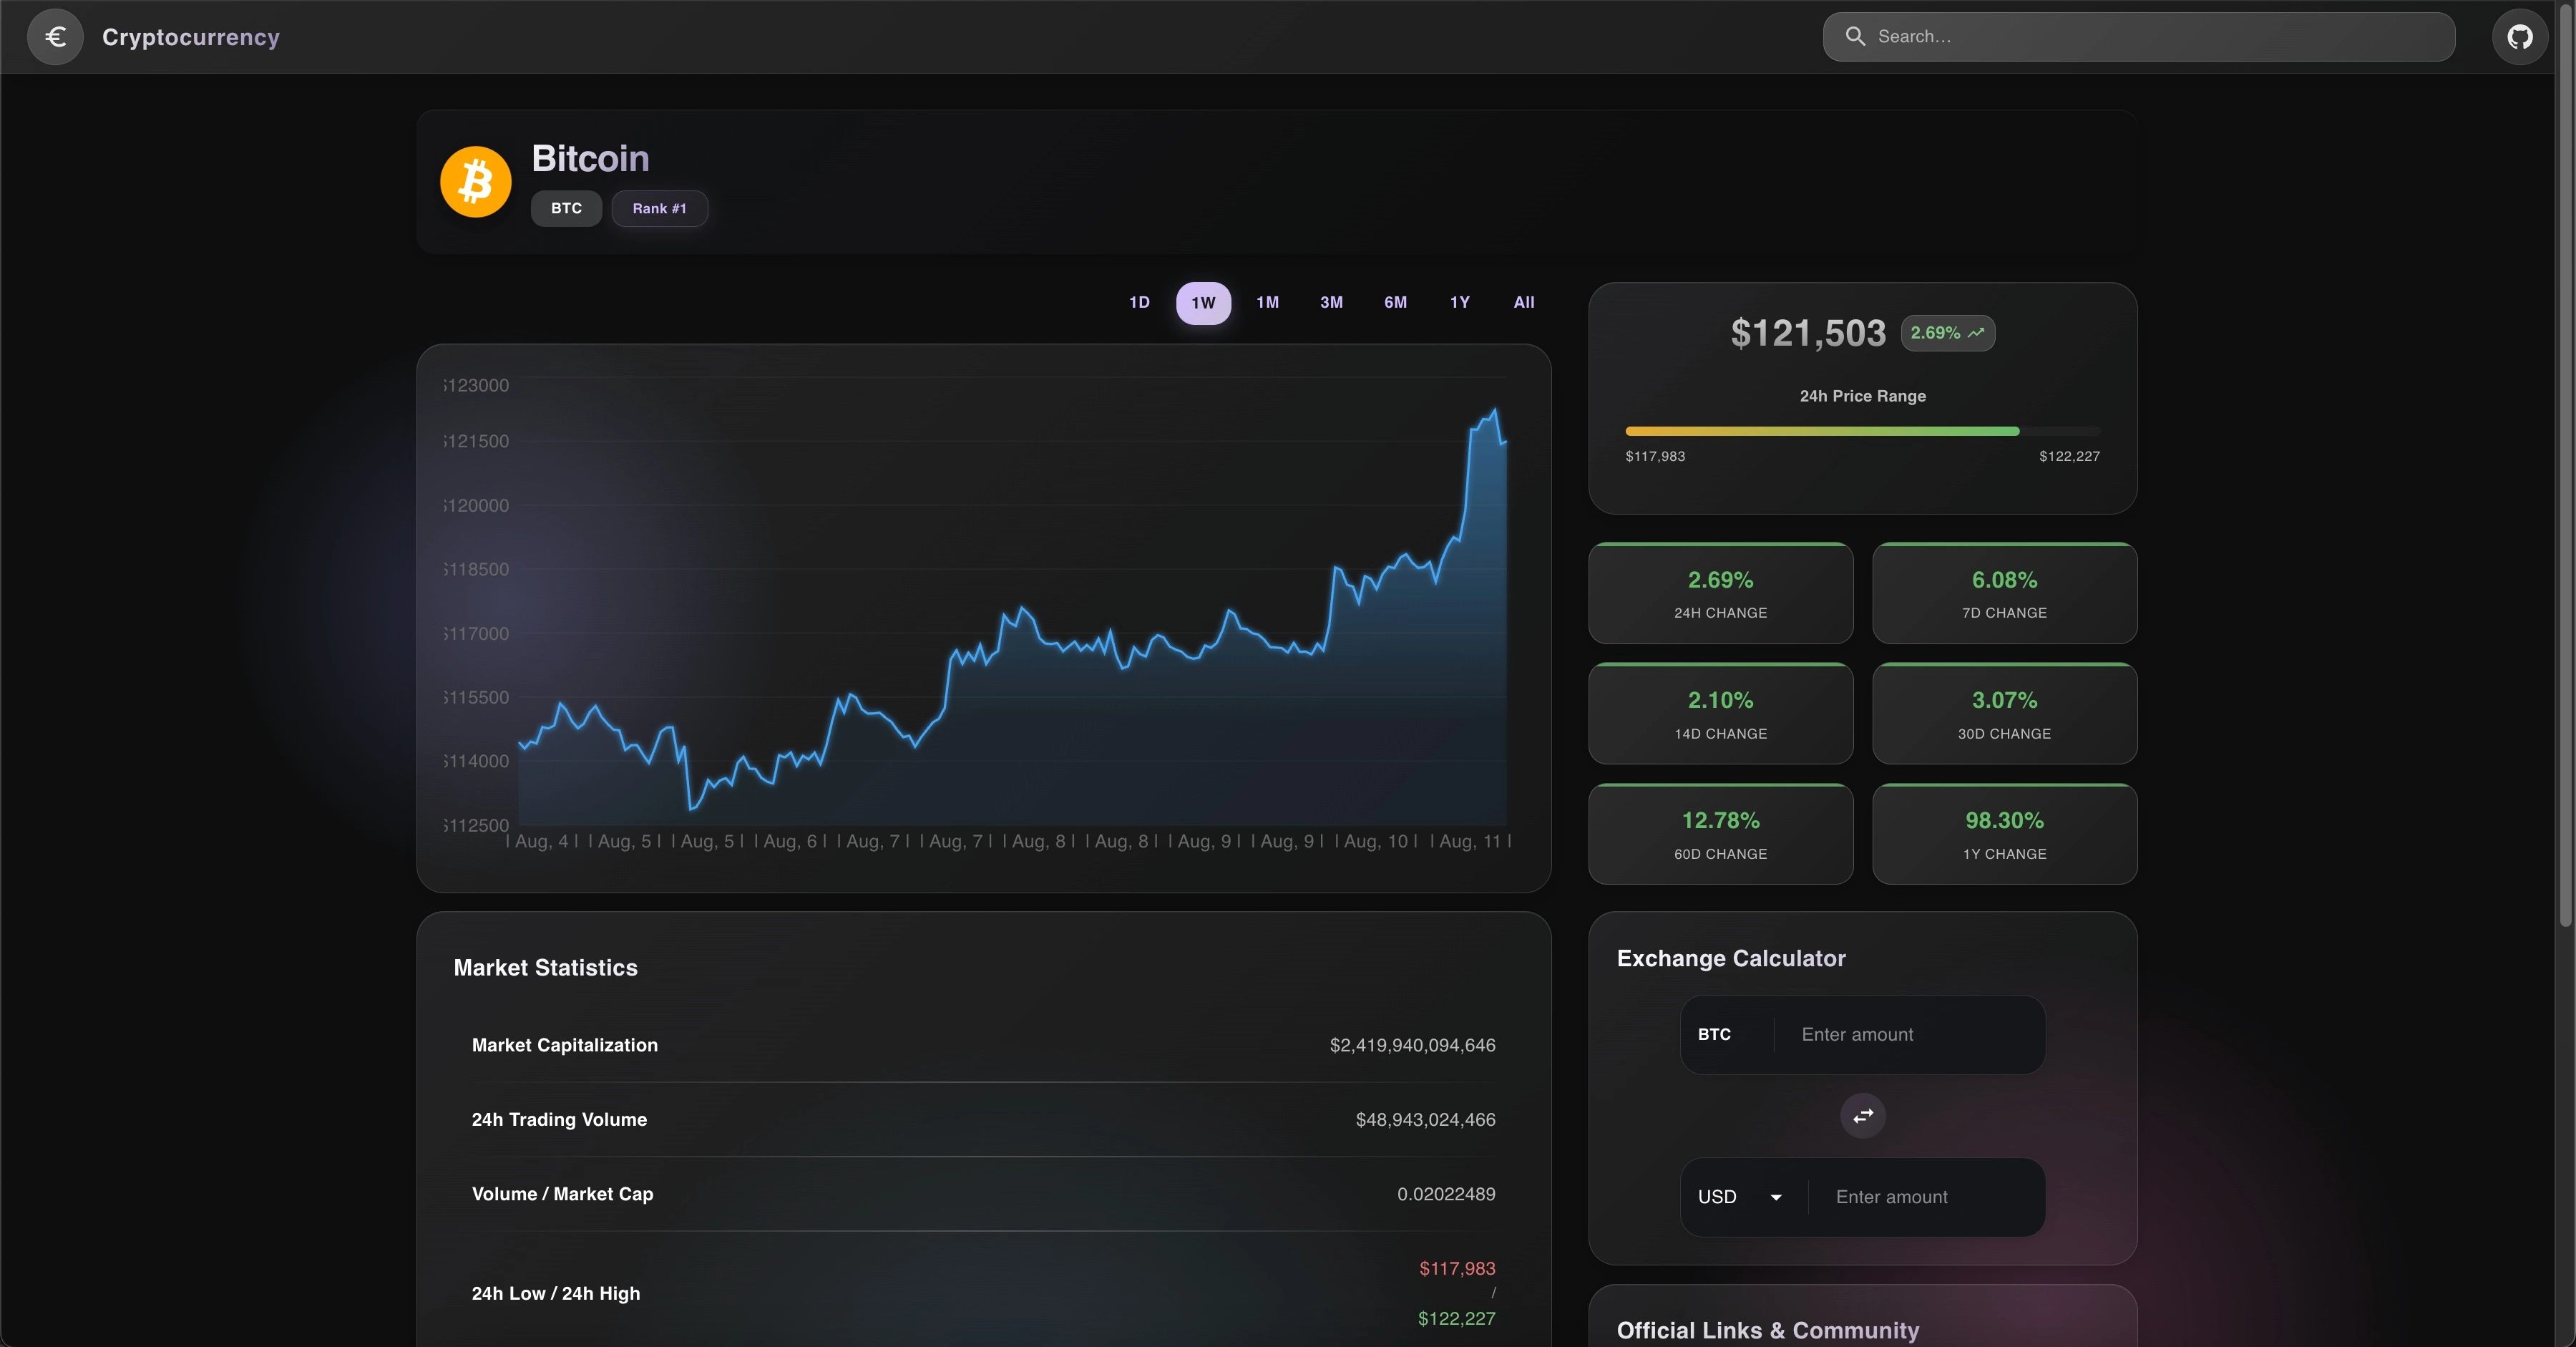 € Cryptocurrency
Search...
Bitcoin
BTC Rank #1
1D 1W 1M 3M 6M 1Y All
$123000
$121500
$120000
$118500
$117000
$115500
$114000
$112500
Aug, 4 Aug, 5 Aug, 5 Aug, 6 Aug, 7 Aug, 7 Aug, 8 Aug, 8 Aug, 9 Aug, 9 Aug, 10 Aug, 11
$121,503 2.69%
24h Price Range
$117,983 $122,227
2.69%
24H CHANGE
6.08%
7D CHANGE
2.10%
14D CHANGE
3.07%
30D CHANGE
12.78%
60D CHANGE
98.30%
1Y CHANGE
Market Statistics
Market Capitalization $2,419,940,094,646
24h Trading Volume $48,943,024,466
Volume / Market Cap 0.02022489
24h Low / 24h High
$117,983
/
$122,227
Exchange Calculator
BTC Enter amount
USD Enter amount
Official Links & Community